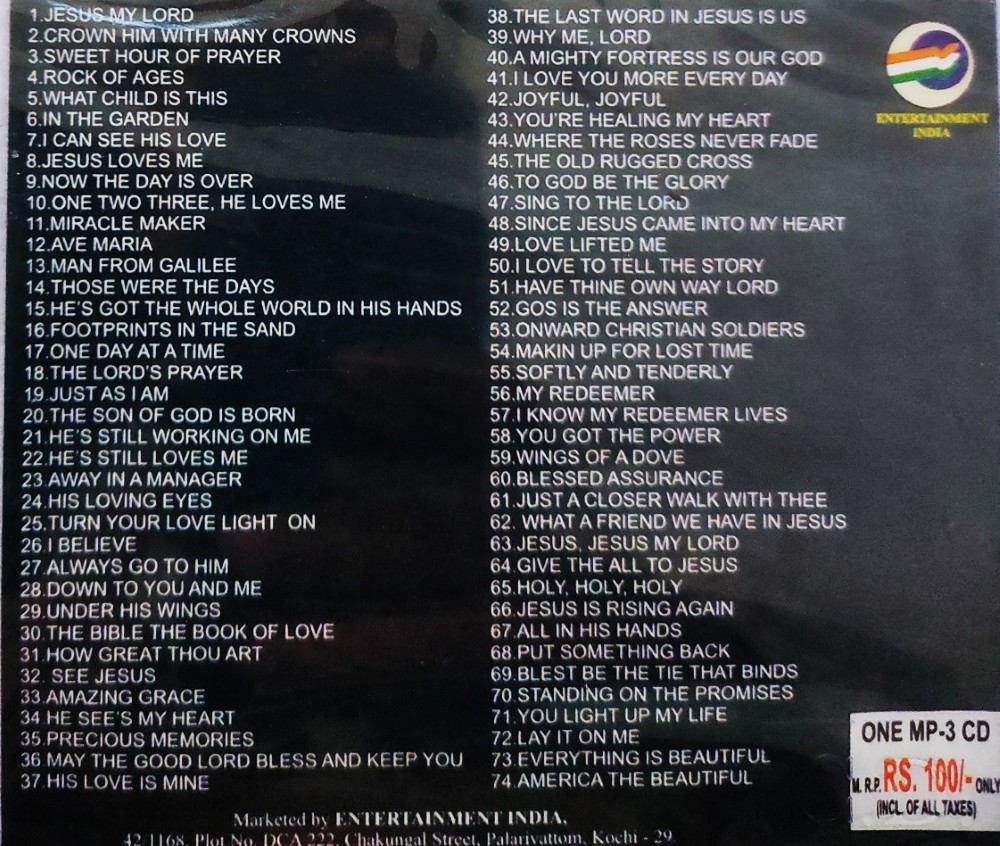 1.JESUS MY LORD
2.CROWN HIM WITH MANY CROWNS
3.SWEET HOUR OF PRAYER
4.ROCK OF AGES
5.WHAT CHILD IS THIS
6.IN THE GARDEN
7.I CAN SEE HIS LOVE
8.JESUS LOVES ME
9.NOW THE DAY IS OVER
10.ONE TWO THREE, HE LOVES ME
11.MIRACLE MAKER
12.AVE MARIA
13.MAN FROM GALILEE
14.THOSE WERE THE DAYS
15.HE'S GOT THE WHOLE WORLD IN HIS HANDS
16.FOOTPRINTS IN THE SAND
17.ONE DAY AT A TIME
18.THE LORD'S PRAYER
19.JUST AS I AM
20.THE SON OF GOD IS BORN
21.HE'S STILL WORKING ON ME
22.HE'S STILL LOVES ME
23.AWAY IN A MANAGER
24.HIS LOVING EYES
25.TURN YOUR LOVE LIGHT ON
26.I BELIEVE
27.ALWAYS GO TO HIM
28.DOWN TO YOU AND ME
29.UNDER HIS WINGS
30.THE BIBLE THE BOOK OF LOVE
31.HOW GREAT THOU ART
32. SEE JESUS
33.AMAZING GRACE
34.HE SEE'S MY HEART
35.PRECIOUS MEMORIES
36.MAY THE GOOD LORD BLESS AND KEEP YOU
37.HIS LOVE IS MINE
38.THE LAST WORD IN JESUS IS US
39.WHY ME, LORD
40.A MIGHTY FORTRESS IS OUR GOD
41.I LOVE YOU MORE EVERY DAY
42.JOYFUL, JOYFUL
43.YOU'RE HEALING MY HEART
44.WHERE THE ROSES NEVER FADE
45.THE OLD RUGGED CROSS
46.TO GOD BE THE GLORY
47.SING TO THE LORD
48.SINCE JESUS CAME INTO MY HEART
49.LOVE LIFTED ME
50.I LOVE TO TELL THE STORY
51.HAVE THINE OWN WAY LORD
52.GOS IS THE ANSWER
53.ONWARD CHRISTIAN SOLDIERS
54.MAKIN UP FOR LOST TIME
55.SOFTLY AND TENDERLY
56.MY REDEEMER
57.I KNOW MY REDEEMER LIVES
58.YOU GOT THE POWER
59.WINGS OF A DOVE
60.BLESSED ASSURANCE
61.JUST A CLOSER WALK WITH THEE
62. WHAT A FRIEND WE HAVE IN JESUS
63.JESUS, JESUS MY LORD
64.GIVE THE ALL TO JESUS
65.HOLY, HOLY, HOLY
66.JESUS IS RISING AGAIN
67.ALL IN HIS HANDS
68.PUT SOMETHING BACK
69.BLEST BE THE TIE THAT BINDS
70.STANDING ON THE PROMISES
71.YOU LIGHT UP MY LIFE
72.LAY IT ON ME
73.EVERYTHING IS BEAUTIFUL
74.AMERICA THE BEAUTIFUL
ENTERTAINMENT
INDIA
ONE MP-3 CD
M.R.P. RS. 100/- ONLY
(INCL. OF ALL TAXES)
Marketed by ENTERTAINMENT INDIA,
42/1168, Plot No. DCA 222, Chakungal Street, Palarivattom, Kochi - 29.